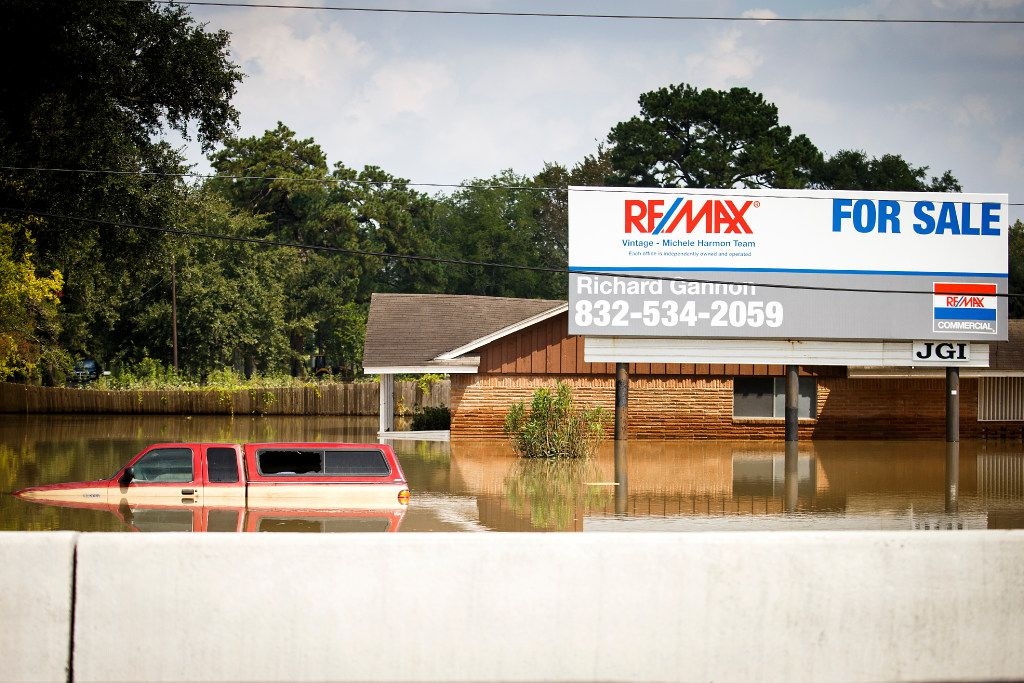 RE/MAX®
FOR SALE
Vintage - Michele Harmon Team
Each office is independently owned and operated
Richard Gannon
832-534-2059
RE/MAX
COMMERCIAL
JGI